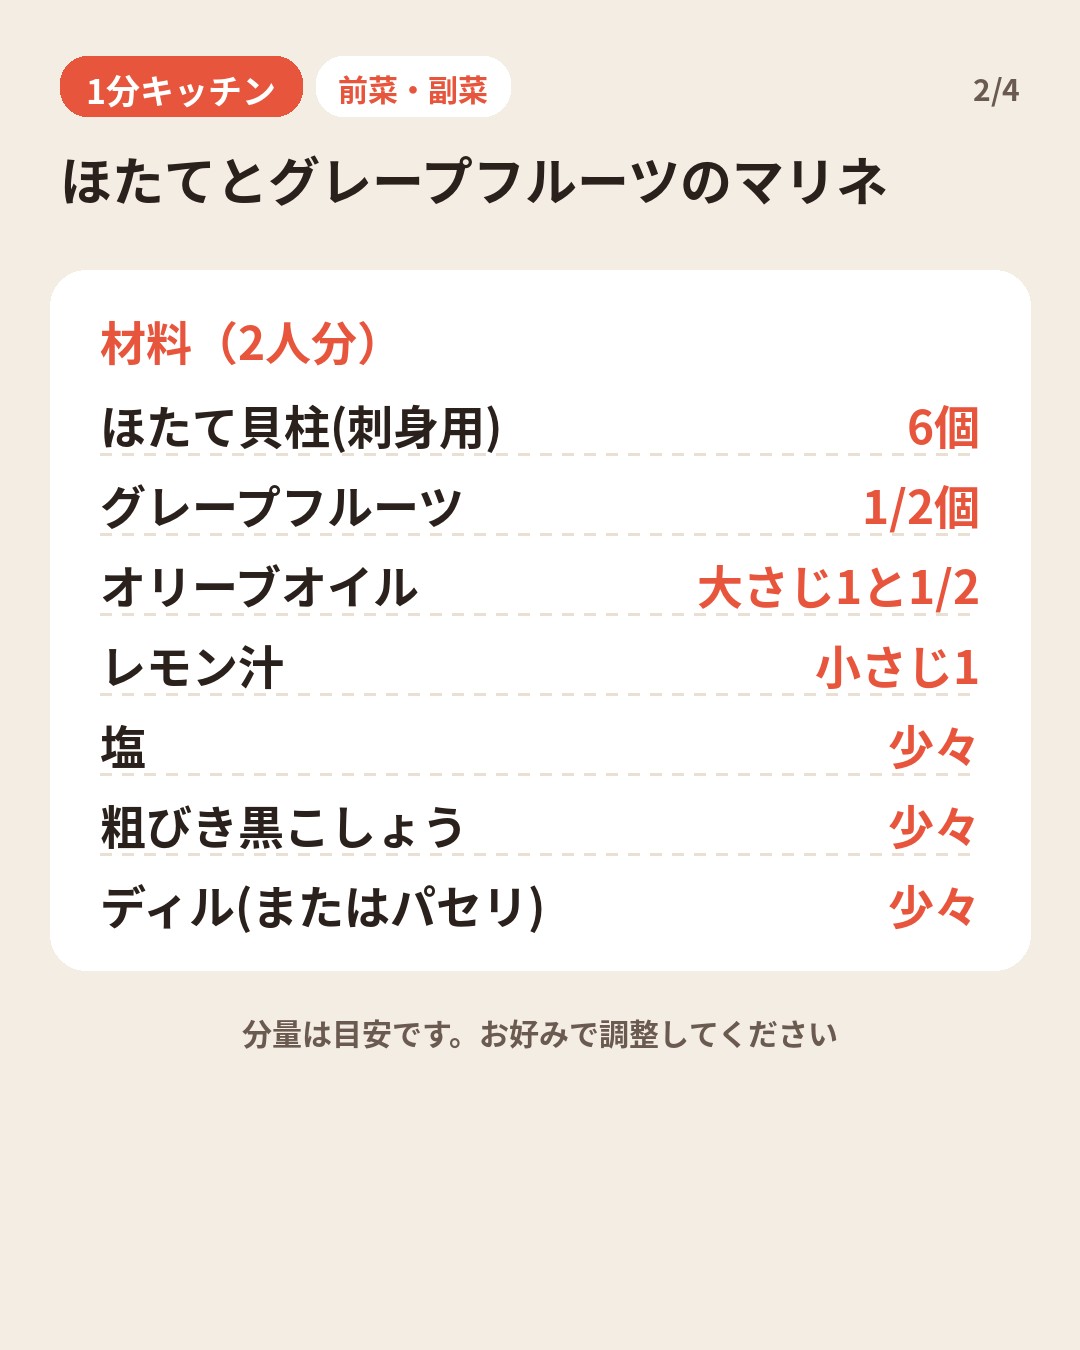 1分キッチン 前菜・副菜 2/4
ほたてとグレープフルーツのマリネ
材料（2人分）
ほたて貝柱(刺身用) 6個
グレープフルーツ 1/2個
オリーブオイル 大さじ1と1/2
レモン汁 小さじ1
塩 少々
粗びき黒こしょう 少々
ディル(またはパセリ) 少々
分量は目安です。お好みで調整してください